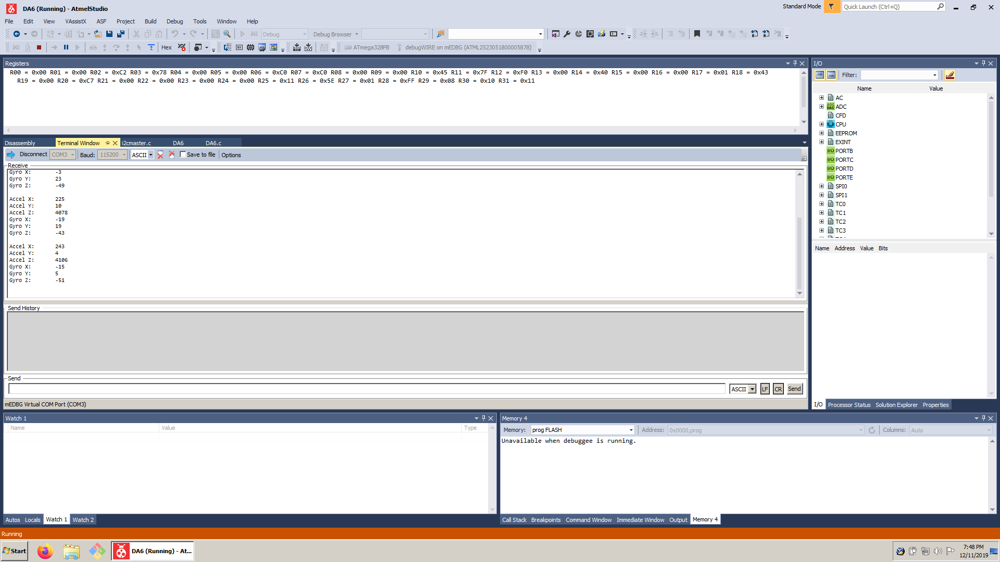 DA6 (Running) - AtmelStudio
Standard Mode
Quick Launch (Ctrl+Q)
File Edit View VAssistX ASF Project Build Debug Tools Window Help
Debug Debug Browser
Hex ATmega328PB debugWIRE on mEDBG (ATML2523051800005878)
Registers
R00 = 0x00 R01 = 0x00 R02 = 0xC2 R03 = 0x78 R04 = 0x00 R05 = 0x00 R06 = 0xC0 R07 = 0xC0 R08 = 0x00 R09 = 0x00 R10 = 0x45 R11 = 0x7F R12 = 0xF0 R13 = 0x00 R14 = 0x40 R15 = 0x00 R16 = 0x00 R17 = 0x01 R18 = 0x43
R19 = 0x00 R20 = 0xC7 R21 = 0x00 R22 = 0x00 R23 = 0x00 R24 = 0x00 R25 = 0x11 R26 = 0x5E R27 = 0x01 R28 = 0xFF R29 = 0x08 R30 = 0x10 R31 = 0x11
Disassembly Terminal Window i2cmaster.c DA6 DA6.c
Disconnect COM3 Baud: 115200 ASCII Save to file Options
Receive
Gyro X: -3
Gyro Y: 23
Gyro Z: -49
Accel X: 225
Accel Y: 10
Accel Z: 4078
Gyro X: -19
Gyro Y: 19
Gyro Z: -43
Accel X: 243
Accel Y: 4
Accel Z: 4106
Gyro X: -15
Gyro Y: 5
Gyro Z: -51
Send History
Send
ASCII LF CR Send
mEDBG Virtual COM Port (COM3)
I/O
Filter:
Name Value
AC
ADC DAC ADC
CFD
CPU
EEPROM
EXINT
I/O PORTB
I/O PORTC
I/O PORTD
I/O PORTE
SPI0
SPI1
TC0
TC1
TC2
TC3
Name Address Value Bits
I/O Processor Status Solution Explorer Properties
Watch 1
Name Value Type
Autos Locals Watch 1 Watch 2
Memory 4
Memory: prog FLASH Address: 0x0000,prog Columns: Auto
Unavailable when debuggee is running.
Call Stack Breakpoints Command Window Immediate Window Output Memory 4
Running
Start
DA6 (Running) - At...
7:48 PM
12/11/2019